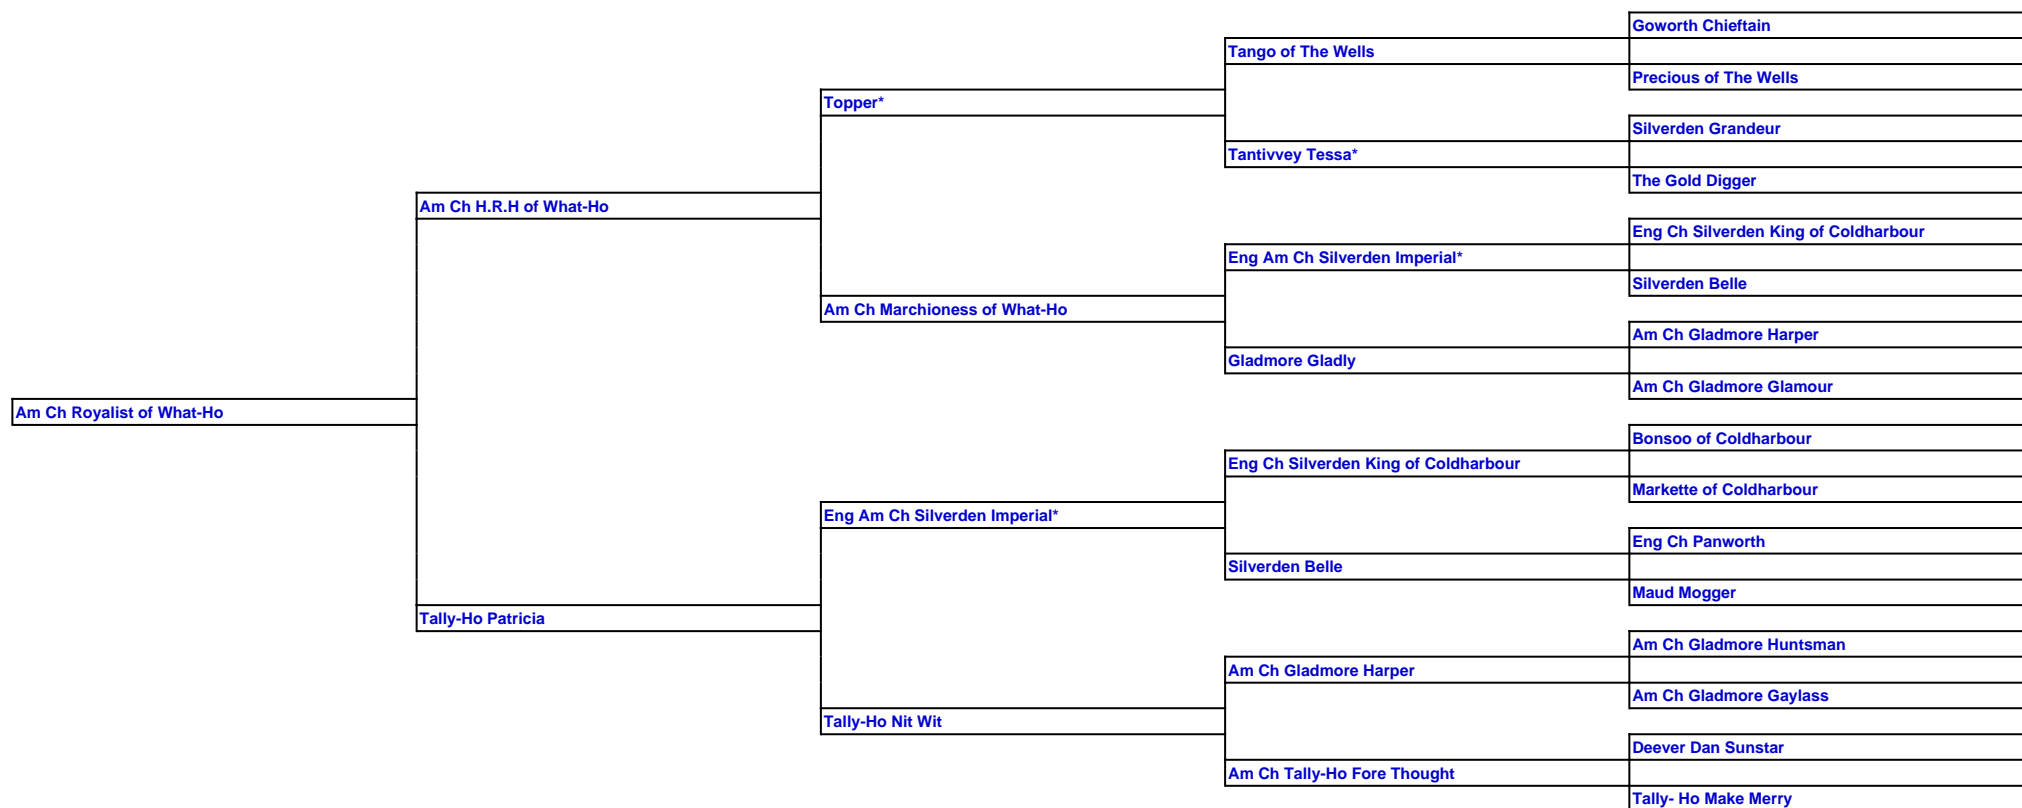 Goworth Chieftain
Tango of The Wells
Precious of The Wells
Topper*
Silverden Grandeur
Tantivvey Tessa*
The Gold Digger
Am Ch H.R.H of What-Ho
Eng Ch Silverden King of Coldharbour
Eng Am Ch Silverden Imperial*
Silverden Belle
Am Ch Marchioness of What-Ho
Am Ch Gladmore Harper
Gladmore Gladly
Am Ch Gladmore Glamour
Am Ch Royalist of What-Ho
Bonsoo of Coldharbour
Eng Ch Silverden King of Coldharbour
Markette of Coldharbour
Eng Am Ch Silverden Imperial*
Eng Ch Panworth
Silverden Belle
Maud Mogger
Tally-Ho Patricia
Am Ch Gladmore Huntsman
Am Ch Gladmore Harper
Am Ch Gladmore Gaylass
Tally-Ho Nit Wit
Deever Dan Sunstar
Am Ch Tally-Ho Fore Thought
Tally- Ho Make Merry